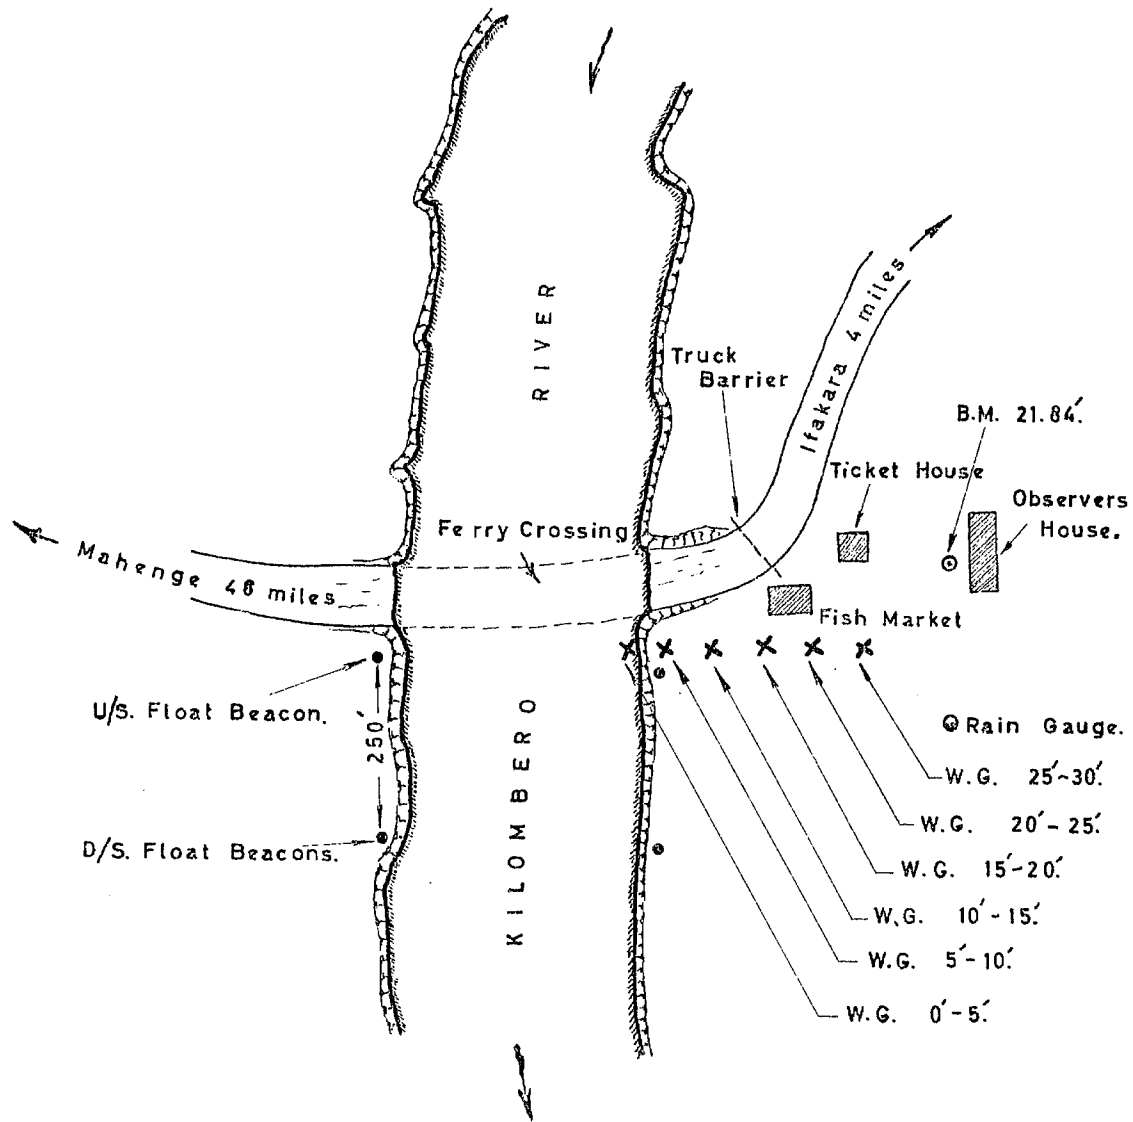 RIVER
Truck
Barrier
Ifakara 4 miles
B.M. 21.84'.
Ticket House
Observers
House.
Ferry Crossing
Mahenge 46 miles
Fish Market
U/S. Float Beacon.
250'
Rain Gauge.
W.G. 25'~30'.
KILOMBERO
W.G. 20'-25'.
D/S. Float Beacons.
W.G. 15'-20'.
W.G. 10'-15'.
W.G. 5'-10'.
W.G. 0'-5'.